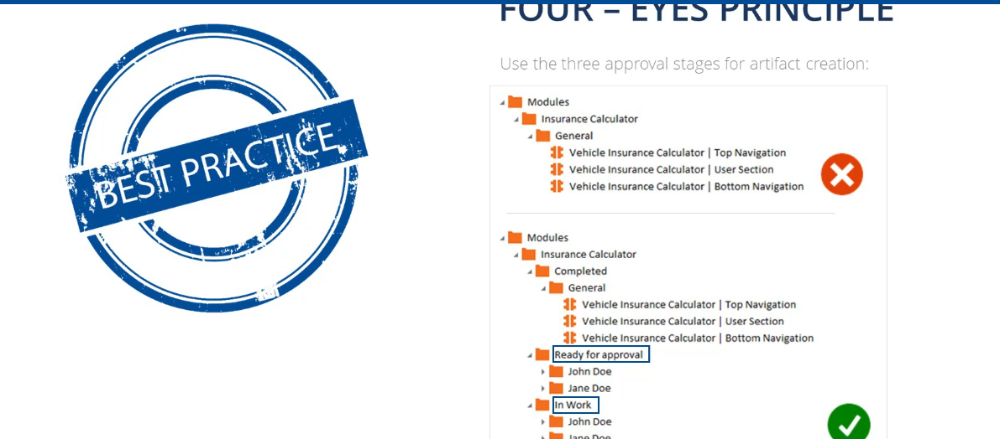 FOUR – EYES PRINCIPLE
BEST PRACTICE
Use the three approval stages for artifact creation:
Modules
Insurance Calculator
General
Vehicle Insurance Calculator | Top Navigation
Vehicle Insurance Calculator | User Section
Vehicle Insurance Calculator | Bottom Navigation
Modules
Insurance Calculator
Completed
General
Vehicle Insurance Calculator | Top Navigation
Vehicle Insurance Calculator | User Section
Vehicle Insurance Calculator | Bottom Navigation
Ready for approval
John Doe
Jane Doe
In Work
John Doe
Jane Doe